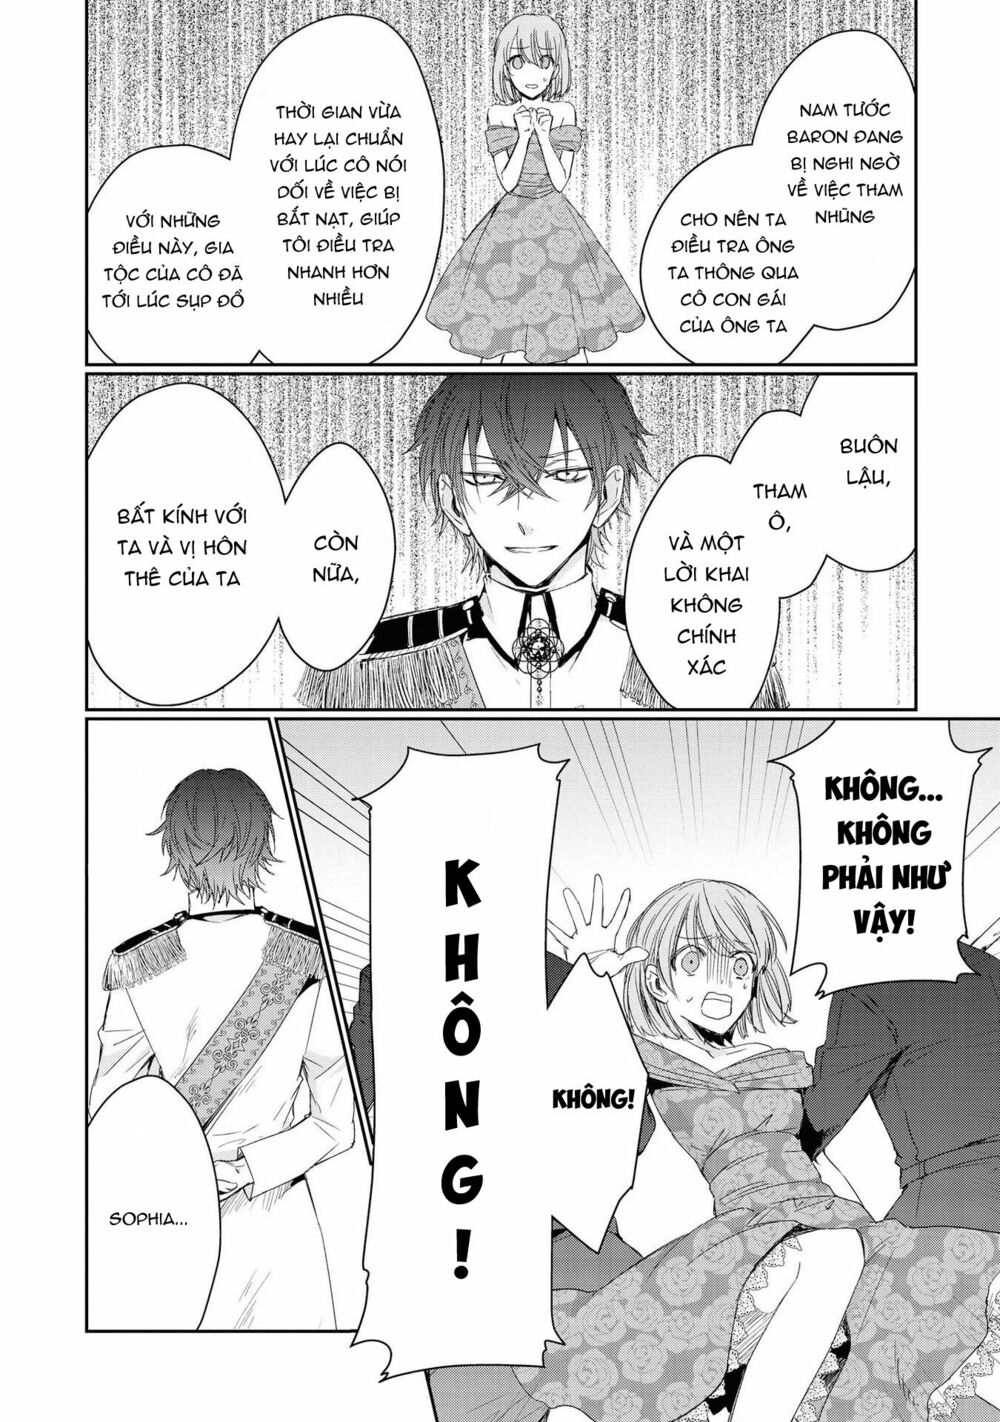 NAM TƯỚC
BARON ĐANG
BỊ NGHI NGỜ
VỀ VIỆC THAM
NHŨNG
CHO NÊN TA
ĐIỀU TRA ÔNG
TA THÔNG QUA
CÔ CON GÁI
CỦA ÔNG TA
THỜI GIAN VỪA
HAY LẠI CHUẨN
VỚI LÚC CÔ NÓI
DỐI VỀ VIỆC BỊ
BẮT NẠT, GIÚP
TÔI ĐIỀU TRA
NHANH HƠN
NHIỀU
VỚI NHỮNG
ĐIỀU NÀY, GIA
TỘC CỦA CÔ ĐÃ
TỚI LÚC SỤP ĐỔ
BUÔN
LẬU,
THAM
Ô,
VÀ MỘT
LỜI KHAI
KHÔNG
CHÍNH
XÁC
CÒN
NỮA,
BẤT KÍNH VỚI
TA VÀ VỊ HÔN
THÊ CỦA TA
KHÔNG...
KHÔNG
PHẢI NHƯ
VẬY!
KHÔNG!
KHÔNG!
SOPHIA...